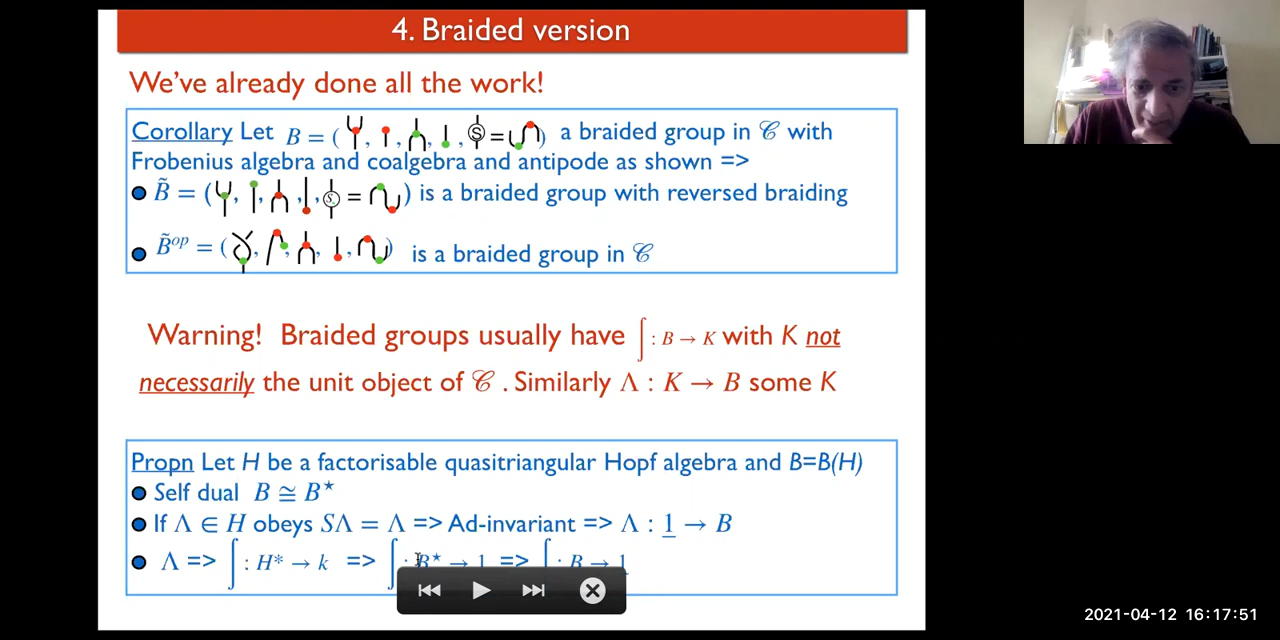 4. Braided version
We've already done all the work!
Corollary Let B = ( , , , , Ⓢ = ) a braided group in 𝒞 with
Frobenius algebra and coalgebra and antipode as shown =>
● B̃ = ( , , , , Ⓢ = ) is a braided group with reversed braiding
● B̃ᵒᵖ = ( , , , , ) is a braided group in 𝒞
Warning! Braided groups usually have ∫ : B → K with K not
necessarily the unit object of 𝒞 . Similarly Λ : K → B some K
Propn Let H be a factorisable quasitriangular Hopf algebra and B=B(H)
● Self dual B ≅ B⋆
● If Λ ∈ H obeys SΛ = Λ => Ad-invariant => Λ : 1 → B
● Λ => ∫ : H* → k => ∫ : B⋆ → 1 => ∫ : B → 1
2021-04-12 16:17:51